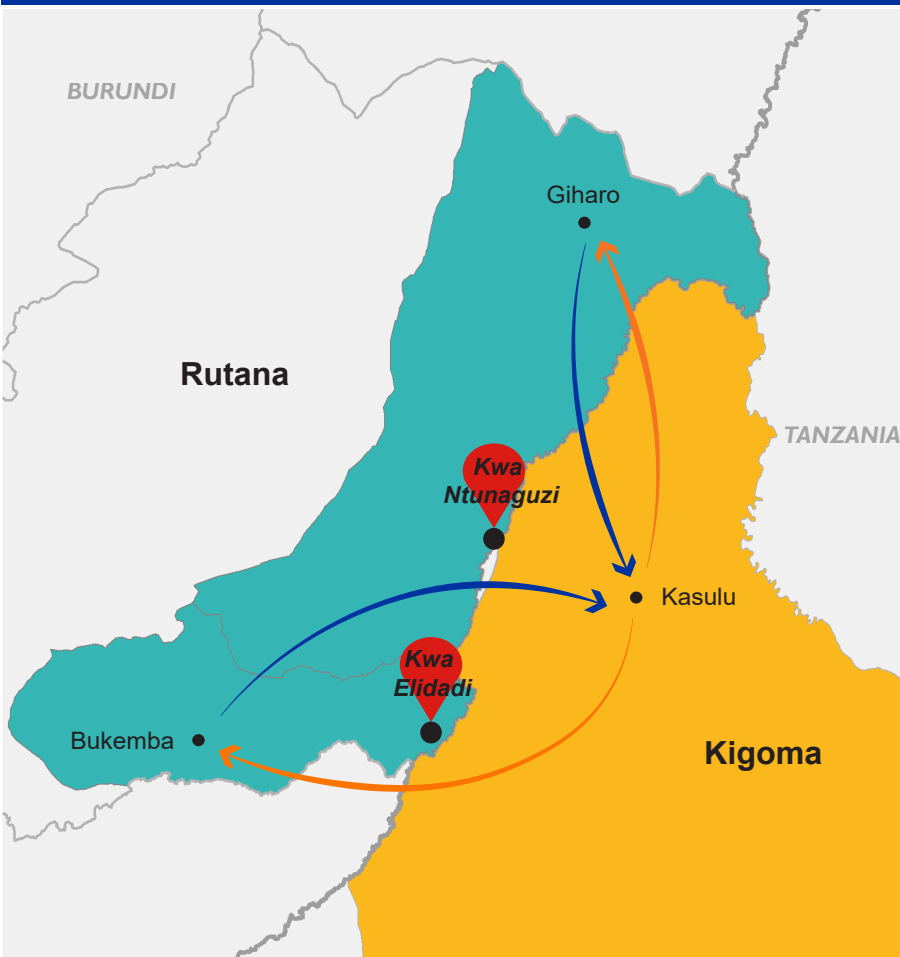 BURUNDI
Giharo
Rutana
TANZANIA
Kwa
Ntunaguzi
Kasulu
Kwa
Elidadi
Bukemba
Kigoma